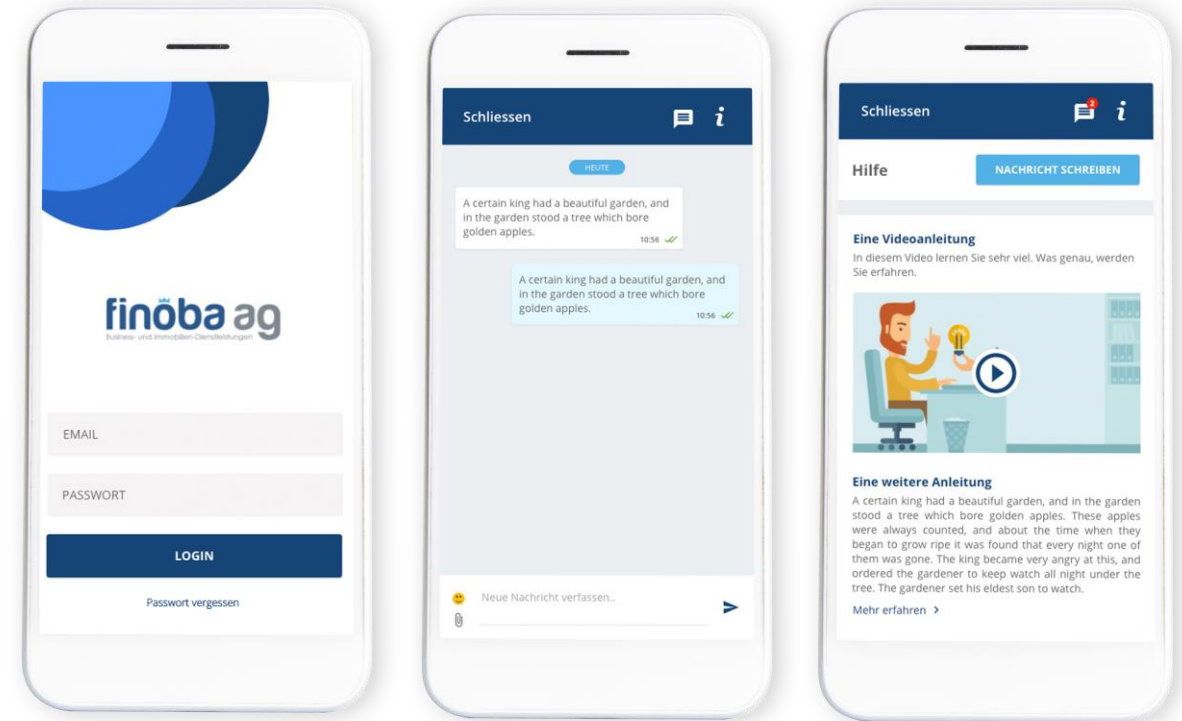 finöba ag
Business- und Immobilien-Dienstleistungen
EMAIL
PASSWORT
LOGIN
Passwort vergessen
Schliessen
HEUTE
A certain king had a beautiful garden, and
in the garden stood a tree which bore
golden apples.
10:56
A certain king had a beautiful garden, and
in the garden stood a tree which bore
golden apples.
10:56
Neue Nachricht verfassen..
Schliessen
2
Hilfe
NACHRICHT SCHREIBEN
Eine Videoanleitung
In diesem Video lernen Sie sehr viel. Was genau, werden
Sie erfahren.
Eine weitere Anleitung
A certain king had a beautiful garden, and in the garden
stood a tree which bore golden apples. These apples
were always counted, and about the time when they
began to grow ripe it was found that every night one of
them was gone. The king became very angry at this, and
ordered the gardener to keep watch all night under the
tree. The gardener set his eldest son to watch.
Mehr erfahren >